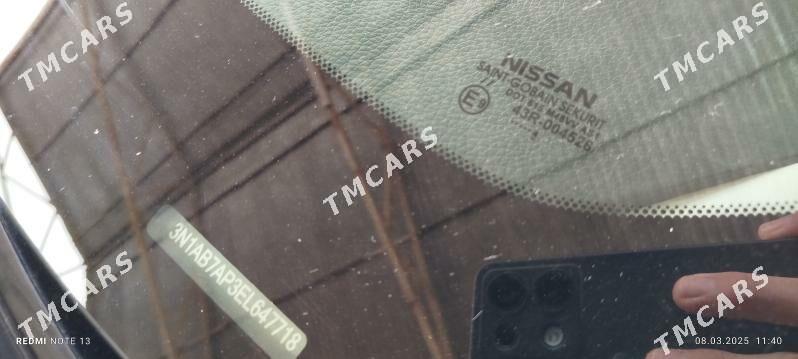 TMCARS
TMCARS
TMCARS
NISSAN
SAINT-GOBAIN SEKURIT
E9
43R-004526
TMCARS
3N1AB7AP3EL647718
TMCARS
TMCARS
REDMI NOTE 13
08.03.2025 11:40